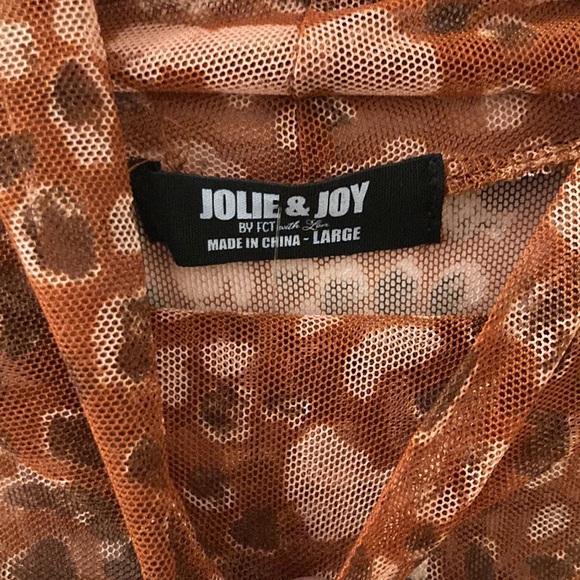 JOLIE & JOY
BY FCT with Love
MADE IN CHINA - LARGE